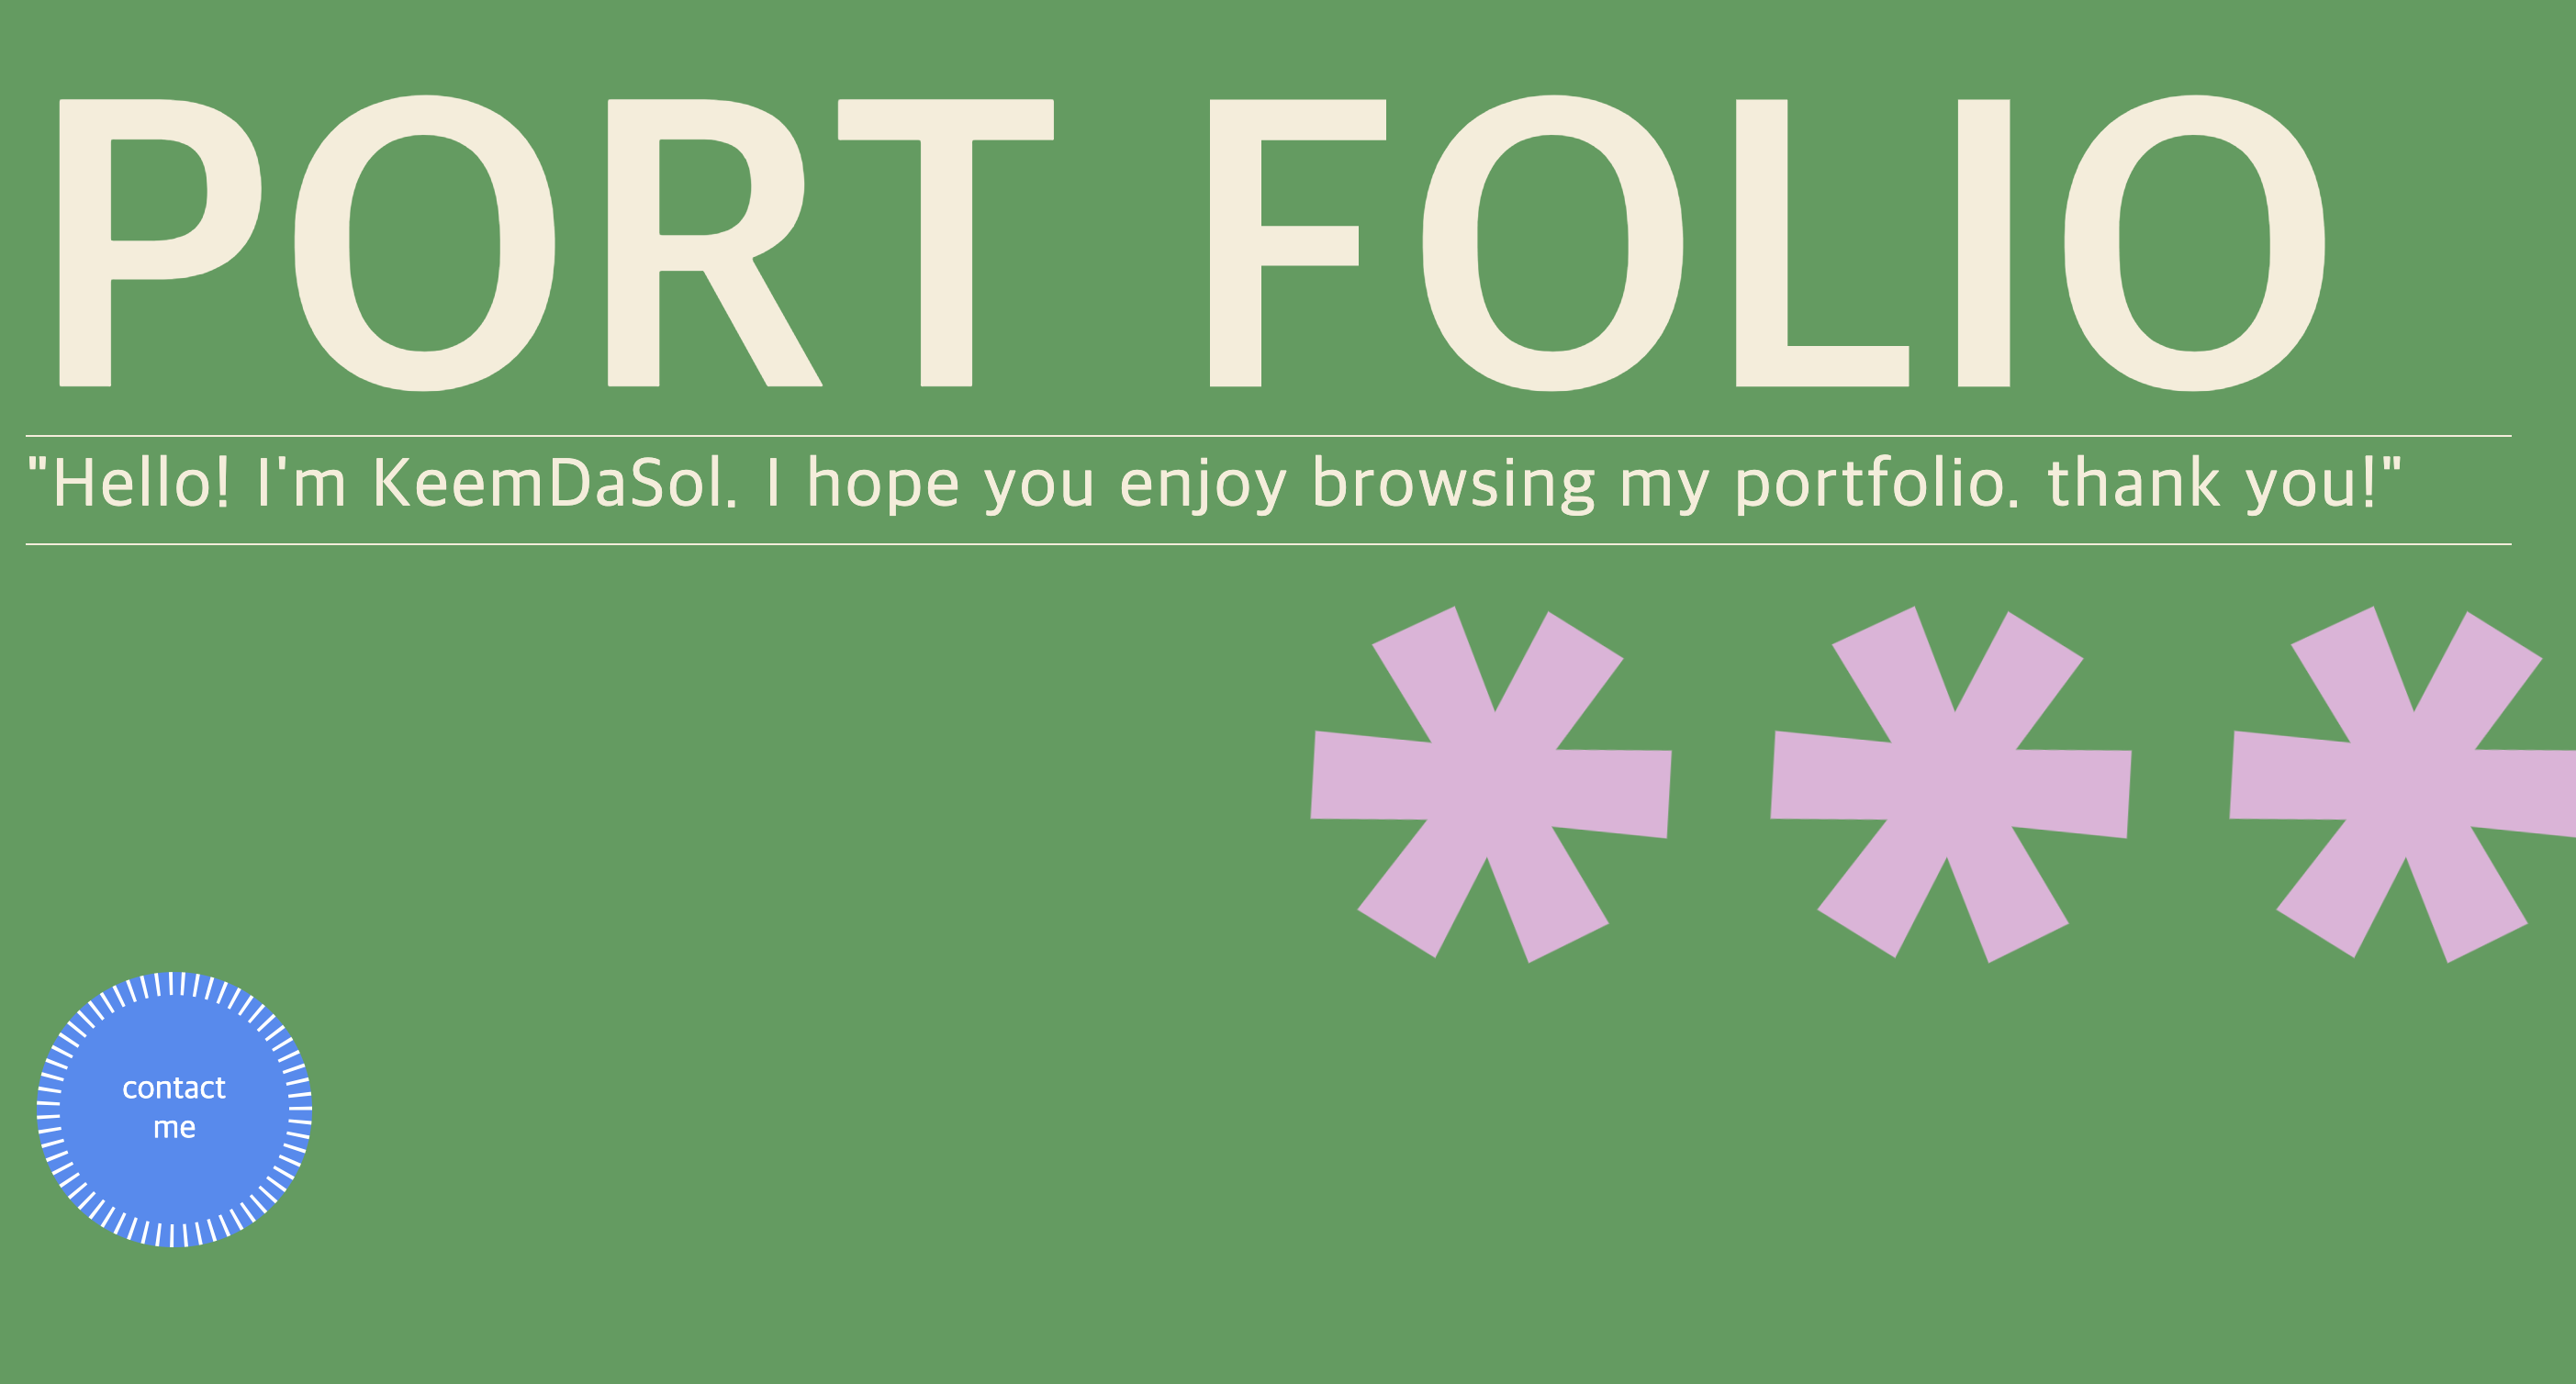 PORT FOLIO
"Hello! I'm KeemDaSol. I hope you enjoy browsing my portfolio. thank you!"
contact
me